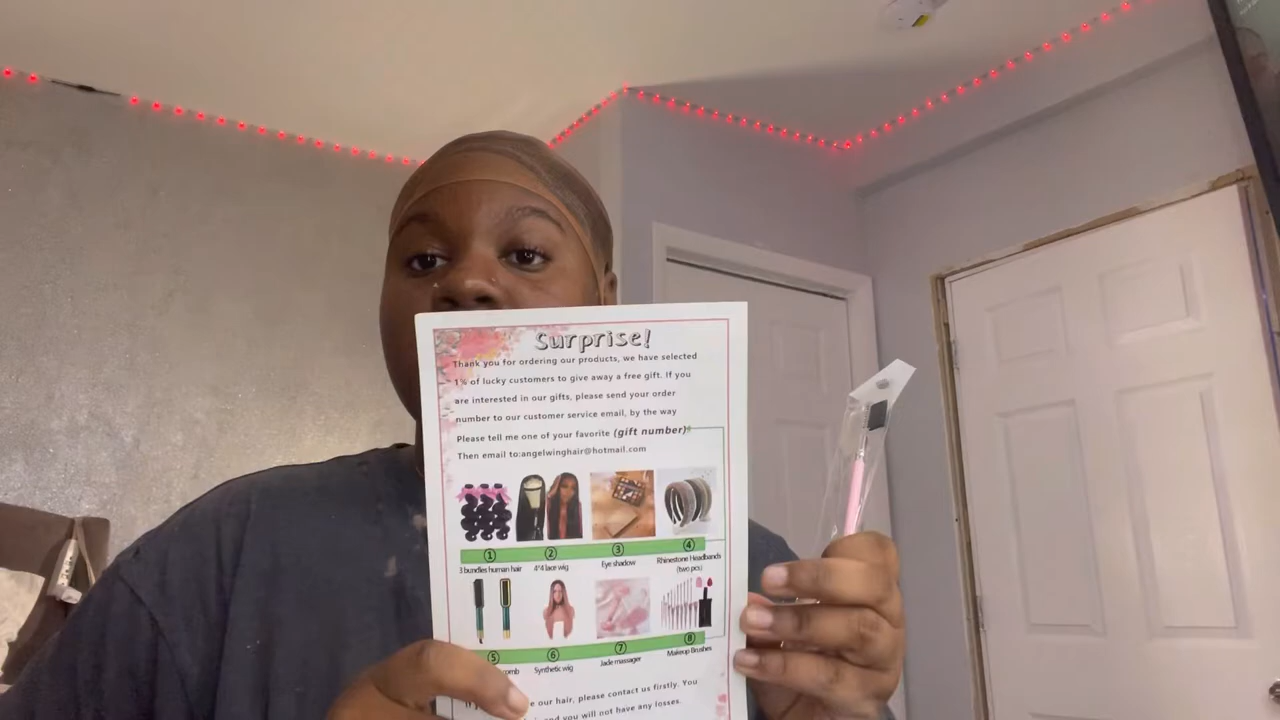 Surprise!
Thank you for ordering our products, we have selected
1% of lucky customers to give away a free gift. If you
are interested in our gifts, please send your order
number to our customer service email, by the way
Please tell me one of your favorite (gift number)
Then email to:angelwinghair@hotmail.com
① ② ③ ④
3 bundles human hair 4*4 lace wig Eye shadow Rhinestone Headbands
(two pcs)
⑤ ⑥ ⑦ ⑧
comb Synthetic wig Jade massager Makeup Brushes
e our hair, please contact us firstly. You
and you will not have any losses.